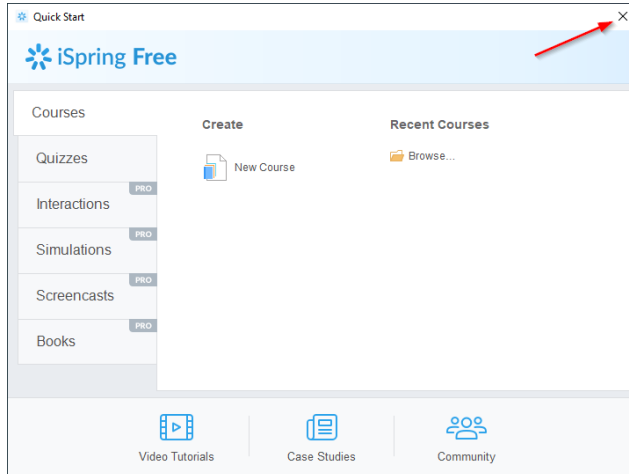 Quick Start
iSpring Free
Courses
Quizzes
PRO
Interactions
PRO
Simulations
PRO
Screencasts
PRO
Books
Create
New Course
Recent Courses
Browse...
Video Tutorials
Case Studies
Community